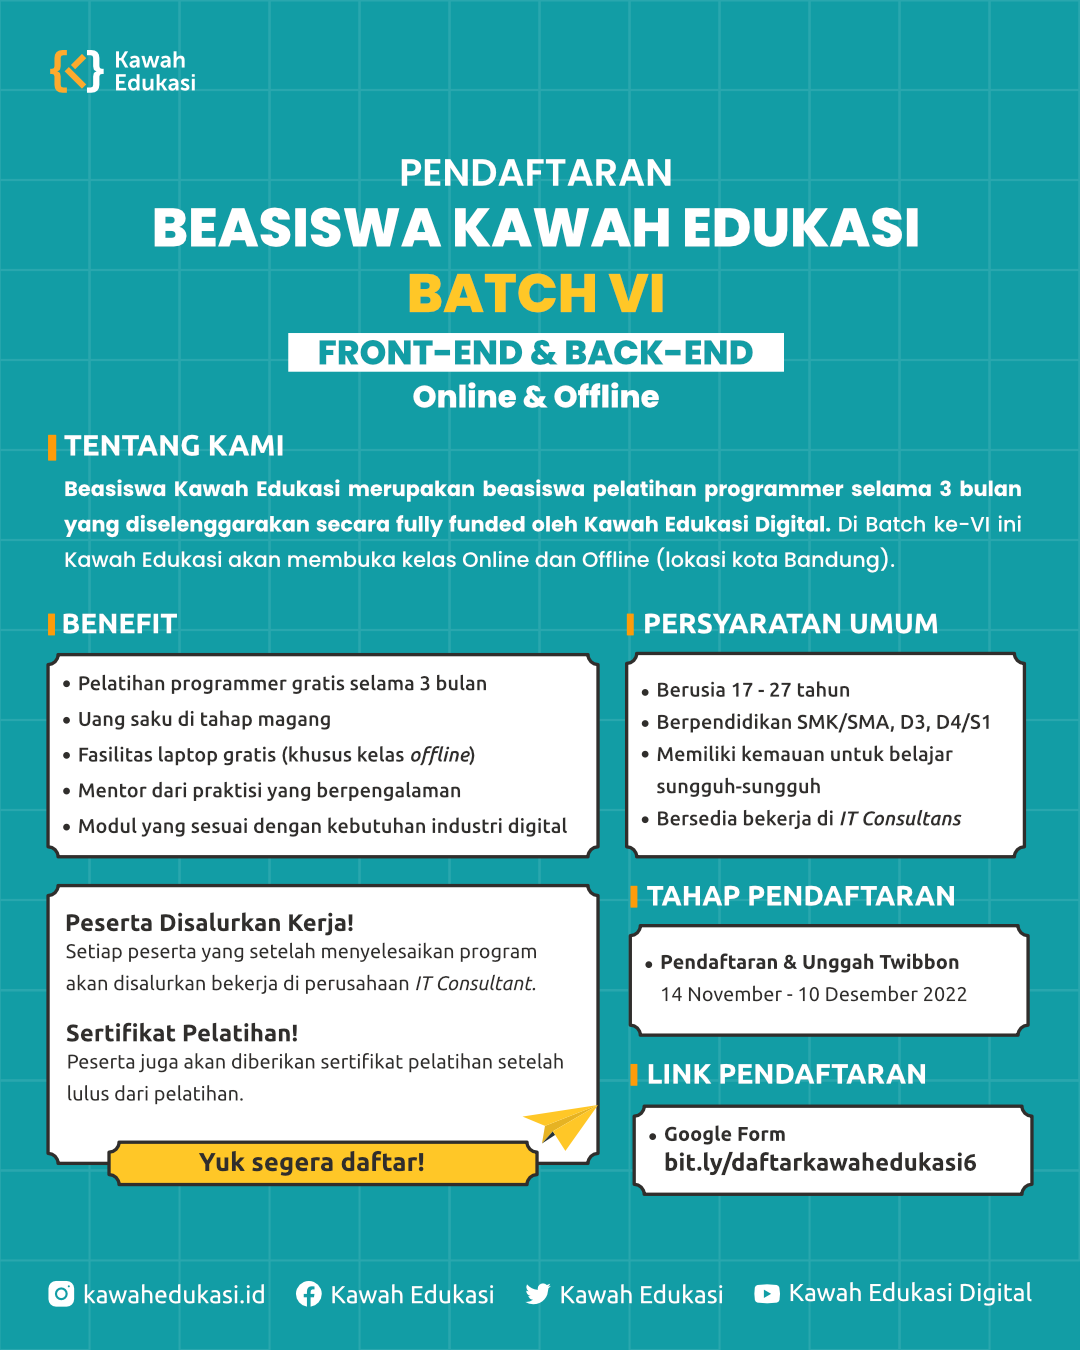 Kawah
Edukasi
PENDAFTARAN
BEASISWA KAWAH EDUKASI
BATCH VI
FRONT-END & BACK-END
Online & Offline
TENTANG KAMI
Beasiswa Kawah Edukasi merupakan beasiswa pelatihan programmer selama 3 bulan
yang diselenggarakan secara fully funded oleh Kawah Edukasi Digital. Di Batch ke-VI ini
Kawah Edukasi akan membuka kelas Online dan Offline (lokasi kota Bandung).
BENEFIT
• Pelatihan programmer gratis selama 3 bulan
• Uang saku di tahap magang
• Fasilitas laptop gratis (khusus kelas offline)
• Mentor dari praktisi yang berpengalaman
• Modul yang sesuai dengan kebutuhan industri digital
Peserta Disalurkan Kerja!
Setiap peserta yang setelah menyelesaikan program
akan disalurkan bekerja di perusahaan IT Consultant.
Sertifikat Pelatihan!
Peserta juga akan diberikan sertifikat pelatihan setelah
lulus dari pelatihan.
Yuk segera daftar!
PERSYARATAN UMUM
• Berusia 17 - 27 tahun
• Berpendidikan SMK/SMA, D3, D4/S1
• Memiliki kemauan untuk belajar
sungguh-sungguh
• Bersedia bekerja di IT Consultans
TAHAP PENDAFTARAN
• Pendaftaran & Unggah Twibbon
14 November - 10 Desember 2022
LINK PENDAFTARAN
• Google Form
bit.ly/daftarkawahedukasi6
kawahedukasi.id
Kawah Edukasi
Kawah Edukasi
Kawah Edukasi Digital